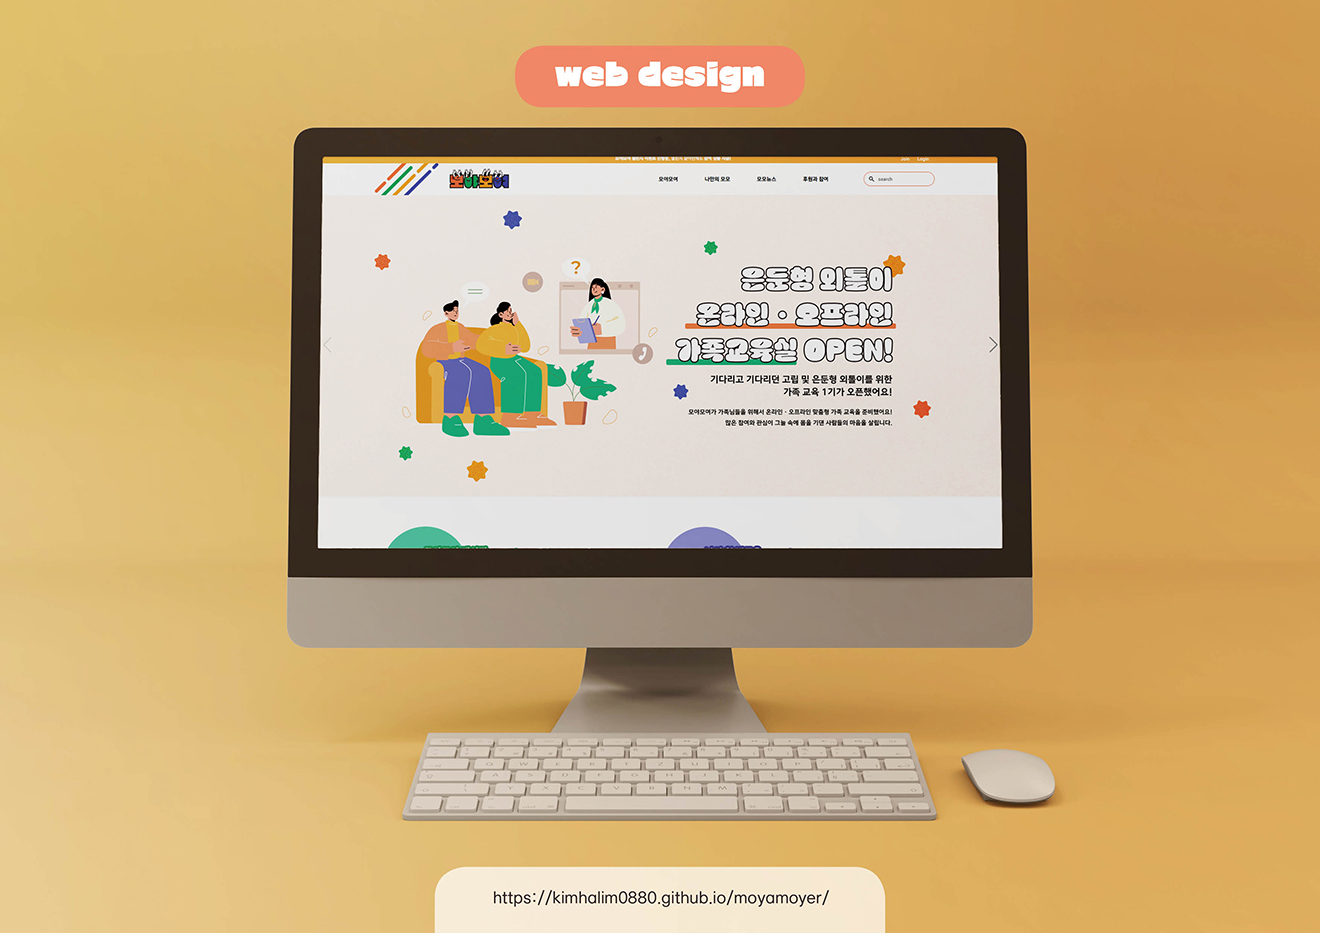 web design
Join Login
모야모여
모야모여 나만의 모모 모모뉴스 후원과 참여 search
?
은둔형 외톨이
온라인 · 오프라인
가족교육실 OPEN!
기다리고 기다리던 고립 및 은둔형 외톨이를 위한
가족 교육 1기가 오픈했어요!
모야모여가 가족님들을 위해서 온라인 · 오프라인 맞춤형 가족 교육을 준비했어요!
많은 참여와 관심이 그늘 속에 몸을 기댄 사람들의 마음을 살립니다.
Q W E R T Z U I O P
A S D F G H J K L
Y X C V B N M
https://kimhalim0880.github.io/moyamoyer/